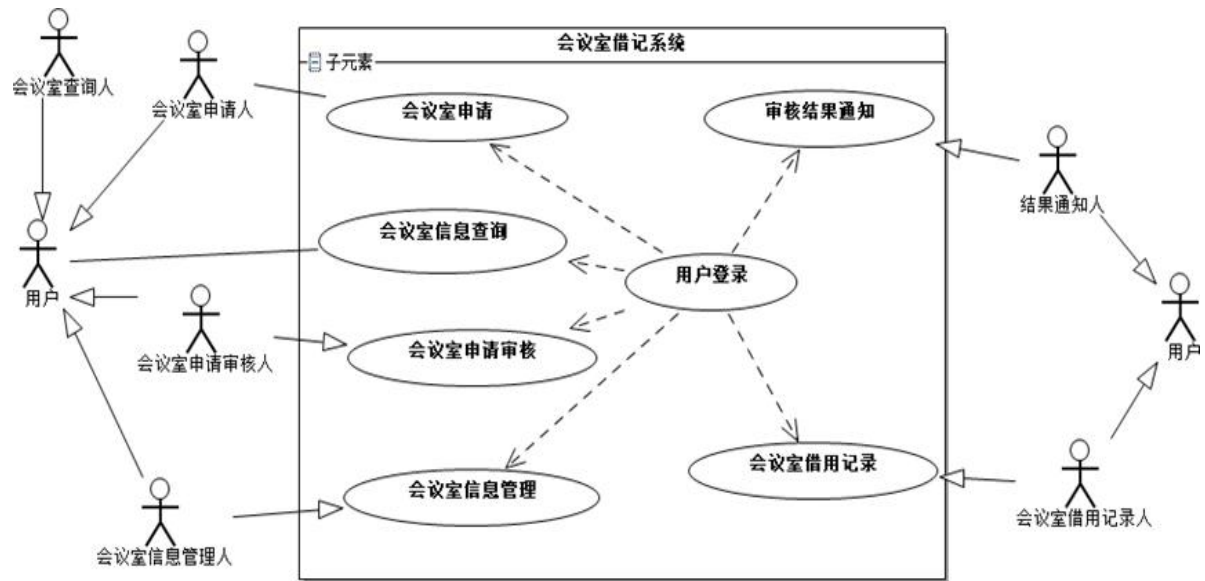 会议室借记系统
子元素
会议室查询人
会议室申请人
会议室申请
审核结果通知
结果通知人
会议室信息查询
用户登录
用户
会议室申请审核人
会议室申请审核
用户
会议室信息管理
会议室借用记录
会议室信息管理人
会议室借用记录人